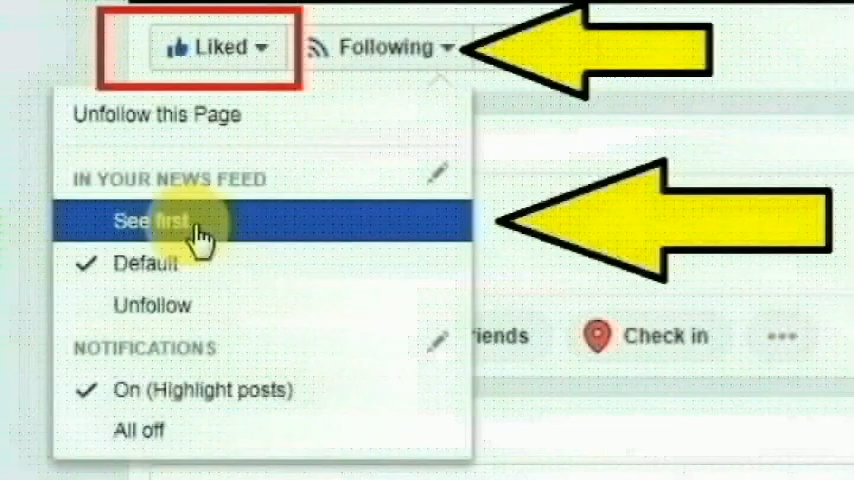 Liked Following
Unfollow this Page
IN YOUR NEWS FEED
See first
Default
Unfollow
riends Check in
NOTIFICATIONS
On (Highlight posts)
All off